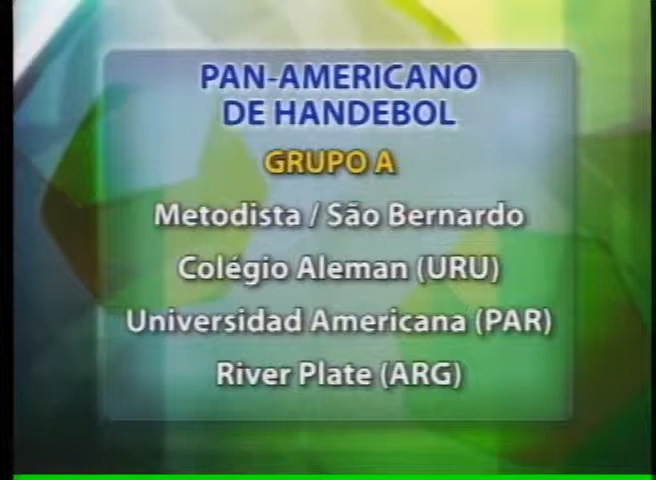 PAN-AMERICANO
DE HANDEBOL
GRUPO A
Metodista / São Bernardo
Colégio Aleman (URU)
Universidad Americana (PAR)
River Plate (ARG)